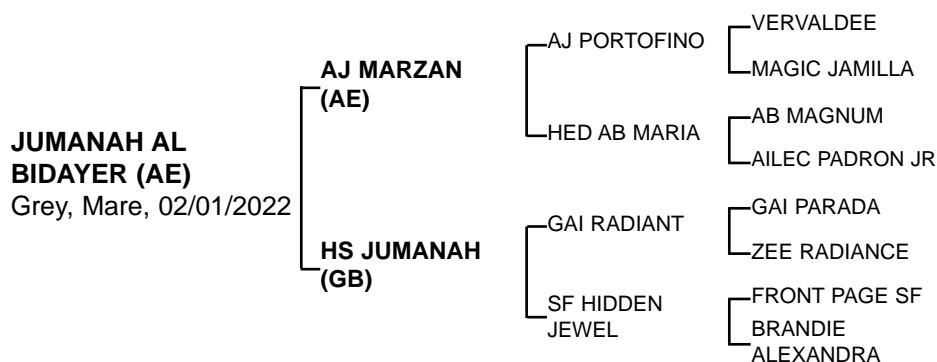 JUMANAH AL
BIDAYER (AE)
Grey, Mare, 02/01/2022
AJ MARZAN
(AE)
HS JUMANAH
(GB)
AJ PORTOFINO
HED AB MARIA
GAI RADIANT
SF HIDDEN
JEWEL
VERVALDEE
MAGIC JAMILLA
AB MAGNUM
AILEC PADRON JR
GAI PARADA
ZEE RADIANCE
FRONT PAGE SF
BRANDIE
ALEXANDRA